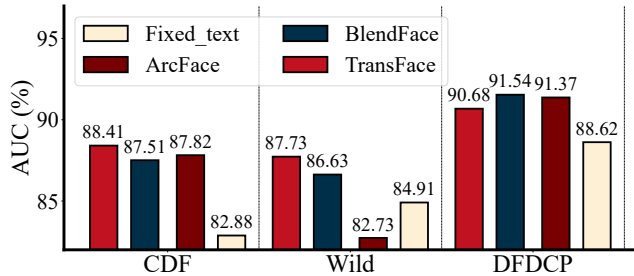 95
90
85
AUC (%)
Fixed_text
BlendFace
ArcFace
TransFace
88.41
87.51
87.82
82.88
87.73
86.63
82.73
84.91
90.68
91.54
91.37
88.62
CDF
Wild
DFDCP